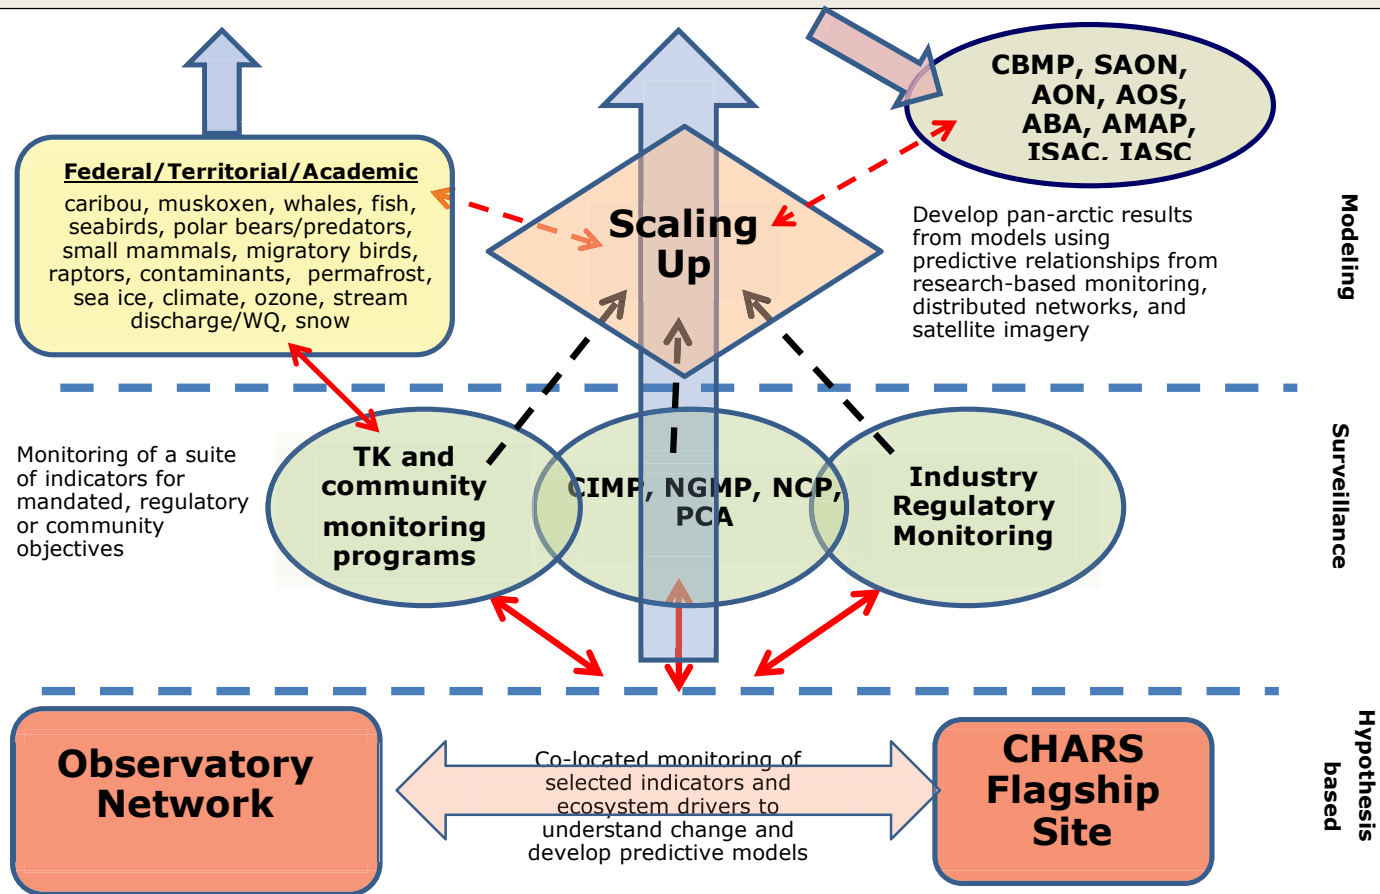 CBMP, SAON,
AON, AOS,
ABA, AMAP,
ISAC, IASC
Federal/Territorial/Academic
caribou, muskoxen, whales, fish,
seabirds, polar bears/predators,
small mammals, migratory birds,
raptors, contaminants, permafrost,
sea ice, climate, ozone, stream
discharge/WQ, snow
Scaling
Up
Develop pan-arctic results
from models using
predictive relationships from
research-based monitoring,
distributed networks, and
satellite imagery
Modeling
Monitoring of a suite
of indicators for
mandated, regulatory
or community
objectives
TK and
community
monitoring
programs
CIMP, NGMP, NCP,
PCA
Industry
Regulatory
Monitoring
Surveillance
Observatory
Network
Co-located monitoring of
selected indicators and
ecosystem drivers to
understand change and
develop predictive models
CHARS
Flagship
Site
Hypothesis
based